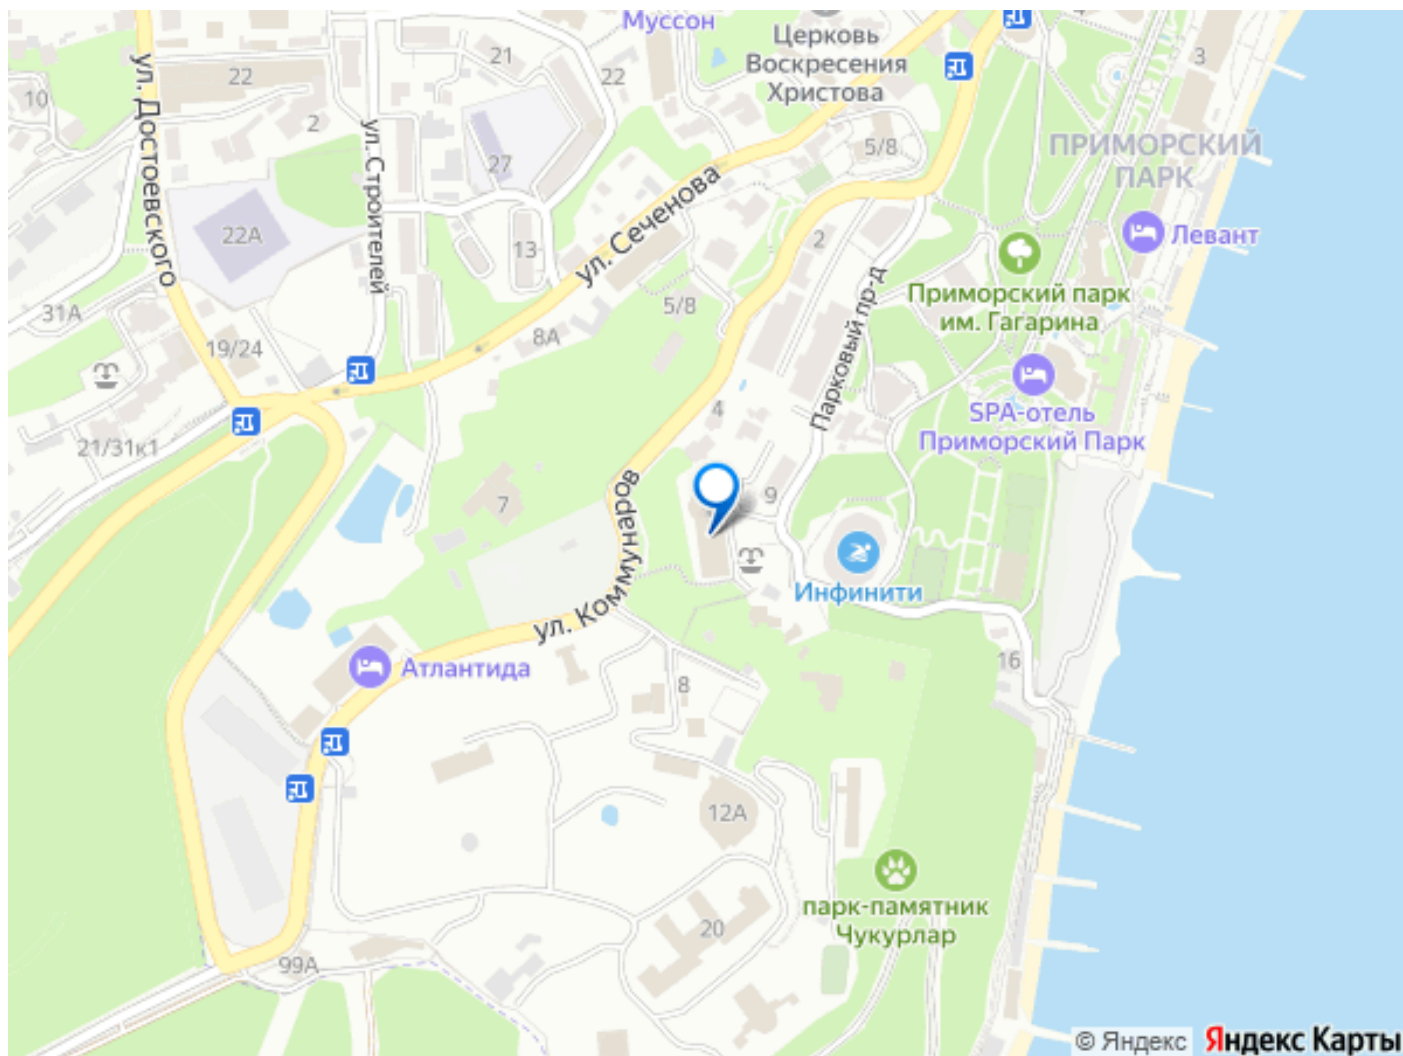 Муссон
Церковь
Воскресения
Христова
3
21
22
22
10
2
ул. Достоевского
ул. Строителей
27
5/8
ПРИМОРСКИЙ
ПАРК
ул. Сеченова
22А
13
2
Левант
Приморский парк
им. Гагарина
Парковый пр-д
31А
5/8
8А
19/24
SPA-отель
Приморский Парк
4
21/31к1
7
9
ул. Коммунаров
Инфинити
16
Атлантида
8
12А
парк-памятник
Чукурлар
20
99А
© Яндекс Яндекс Карты